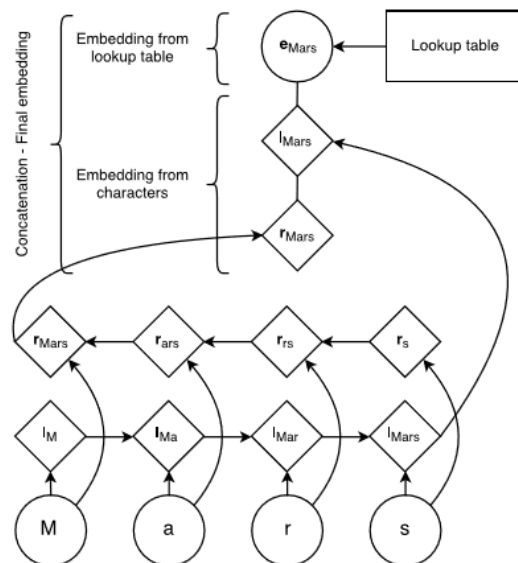 Concatenation - Final embedding
Embedding from
lookup table
eMars
Lookup table
lMars
Embedding from
characters
rMars
rMars
rars
rrs
rs
lM
lMa
lMar
lMars
M
a
r
s